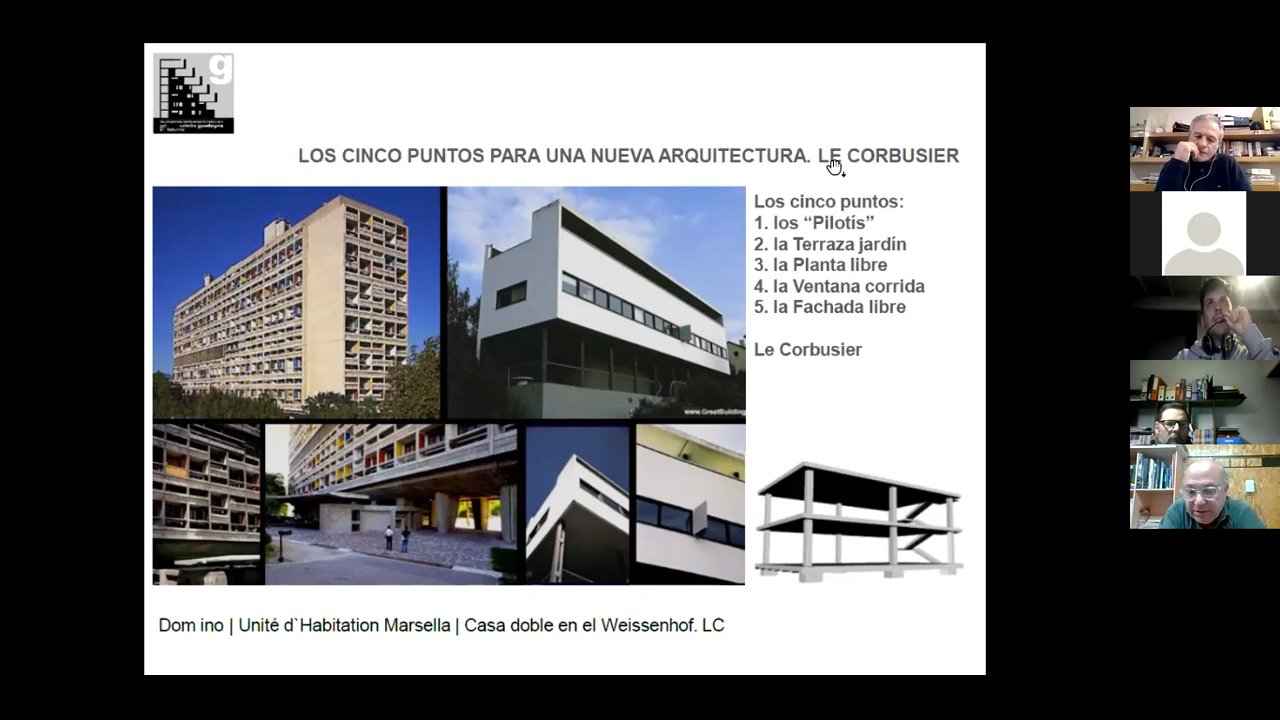 g
LOS CINCO PUNTOS PARA UNA NUEVA ARQUITECTURA. LE CORBUSIER
Los cinco puntos:
1. los “Pilotís”
2. la Terraza jardín
3. la Planta libre
4. la Ventana corrida
5. la Fachada libre
Le Corbusier
www.GreatBuilding
Dom ino | Unité d`Habitation Marsella | Casa doble en el Weissenhof. LC